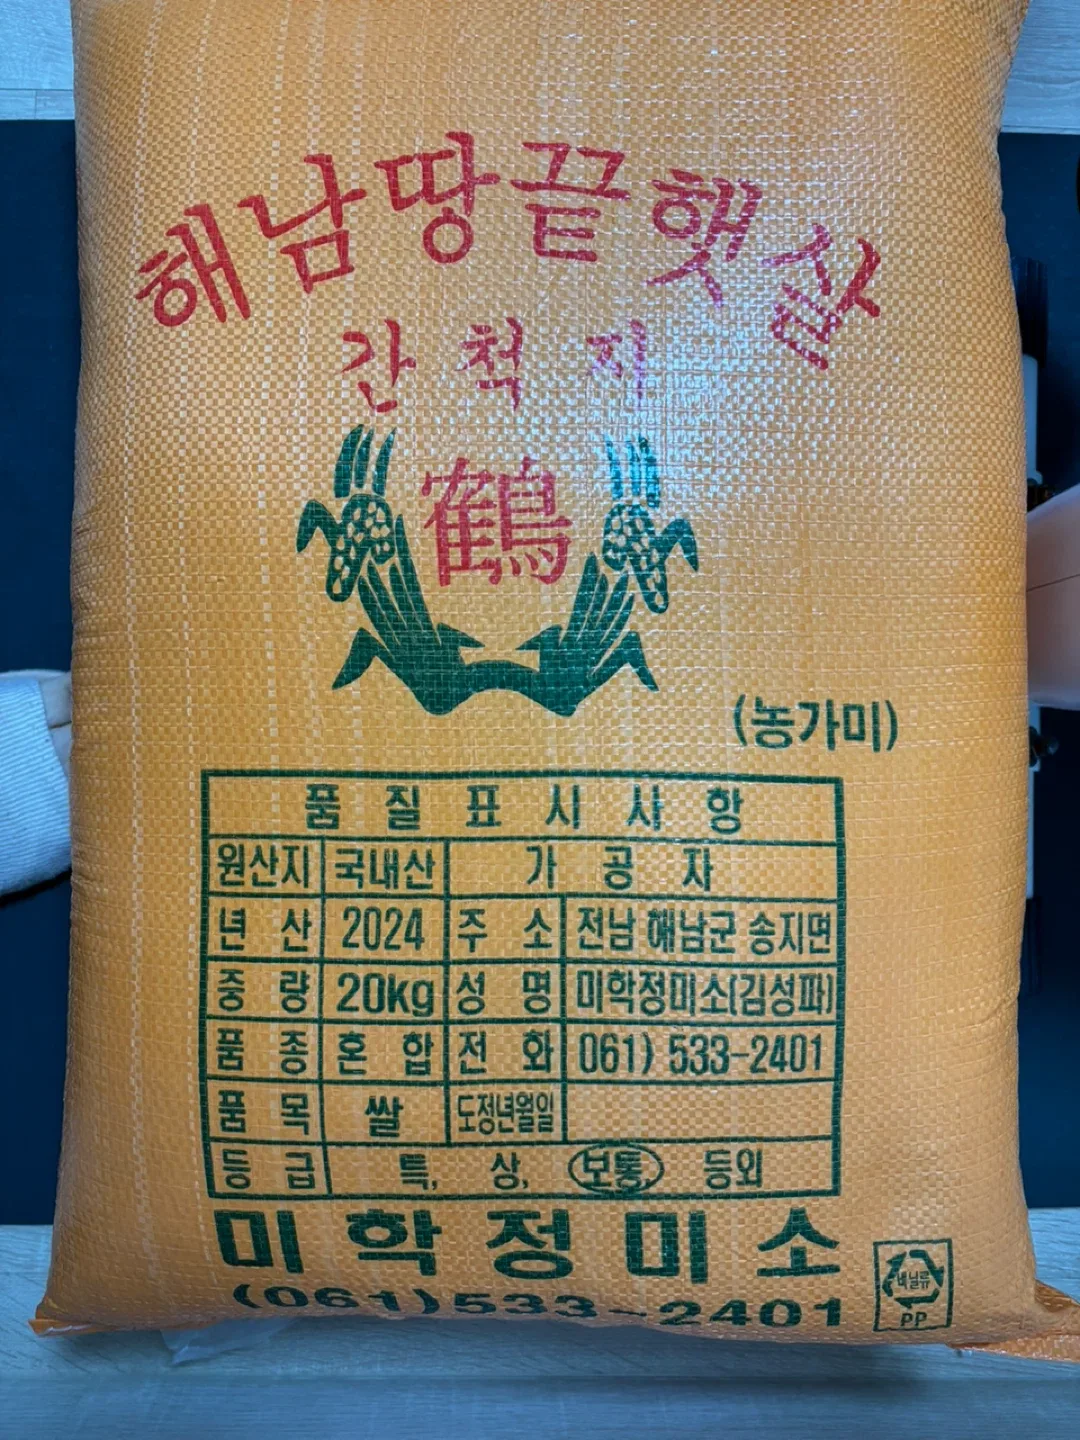 해남땅끝햇쌀
간척지
鶴
(농가미)
품질표시사항
원산지 국내산 가공자
년산 2024 주소 전남 해남군 송지면
중량 20kg 성명 미학정미소(김성파)
품종 혼합 전화 061) 533-2401
품목 쌀 도정년월일
등급 특, 상, 보통, 등외
미학정미소
(061)533-2401
비닐류
PP